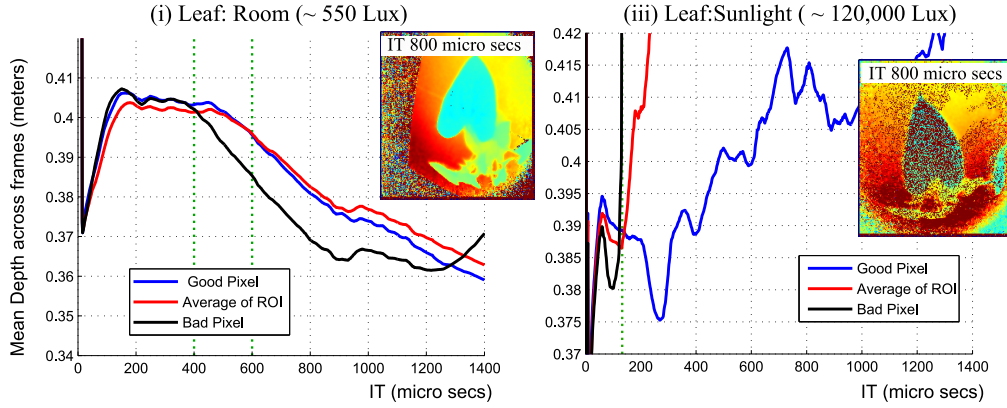 (i) Leaf: Room (~ 550 Lux)
IT 800 micro secs
Mean Depth across frames (meters)
0.41
0.4
0.39
0.38
0.37
0.36
0.35
0.34
Good Pixel
Average of ROI
Bad Pixel
0 200 400 600 800 1000 1200 1400
IT (micro secs)
(iii) Leaf:Sunlight ( ~ 120,000 Lux)
IT 800 micro secs
0.42
0.415
0.41
0.405
0.4
0.395
0.39
0.385
0.38
0.375
0.37
Good Pixel
Average of ROI
Bad Pixel
0 200 400 600 800 1000 1200 1400
IT (micro secs)